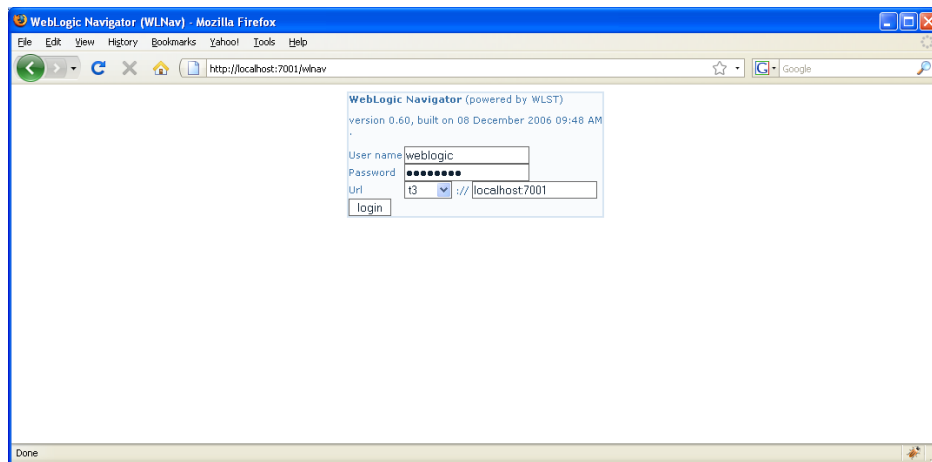 WebLogic Navigator (WLNav) - Mozilla Firefox
File Edit View History Bookmarks Yahoo! Tools Help
http://localhost:7001/wlnav
G Google
WebLogic Navigator (powered by WLST)
version 0.60, built on 08 December 2006 09:48 AM
.
User name weblogic
Password ●●●●●●●●
Url t3 :// localhost:7001
login
Done